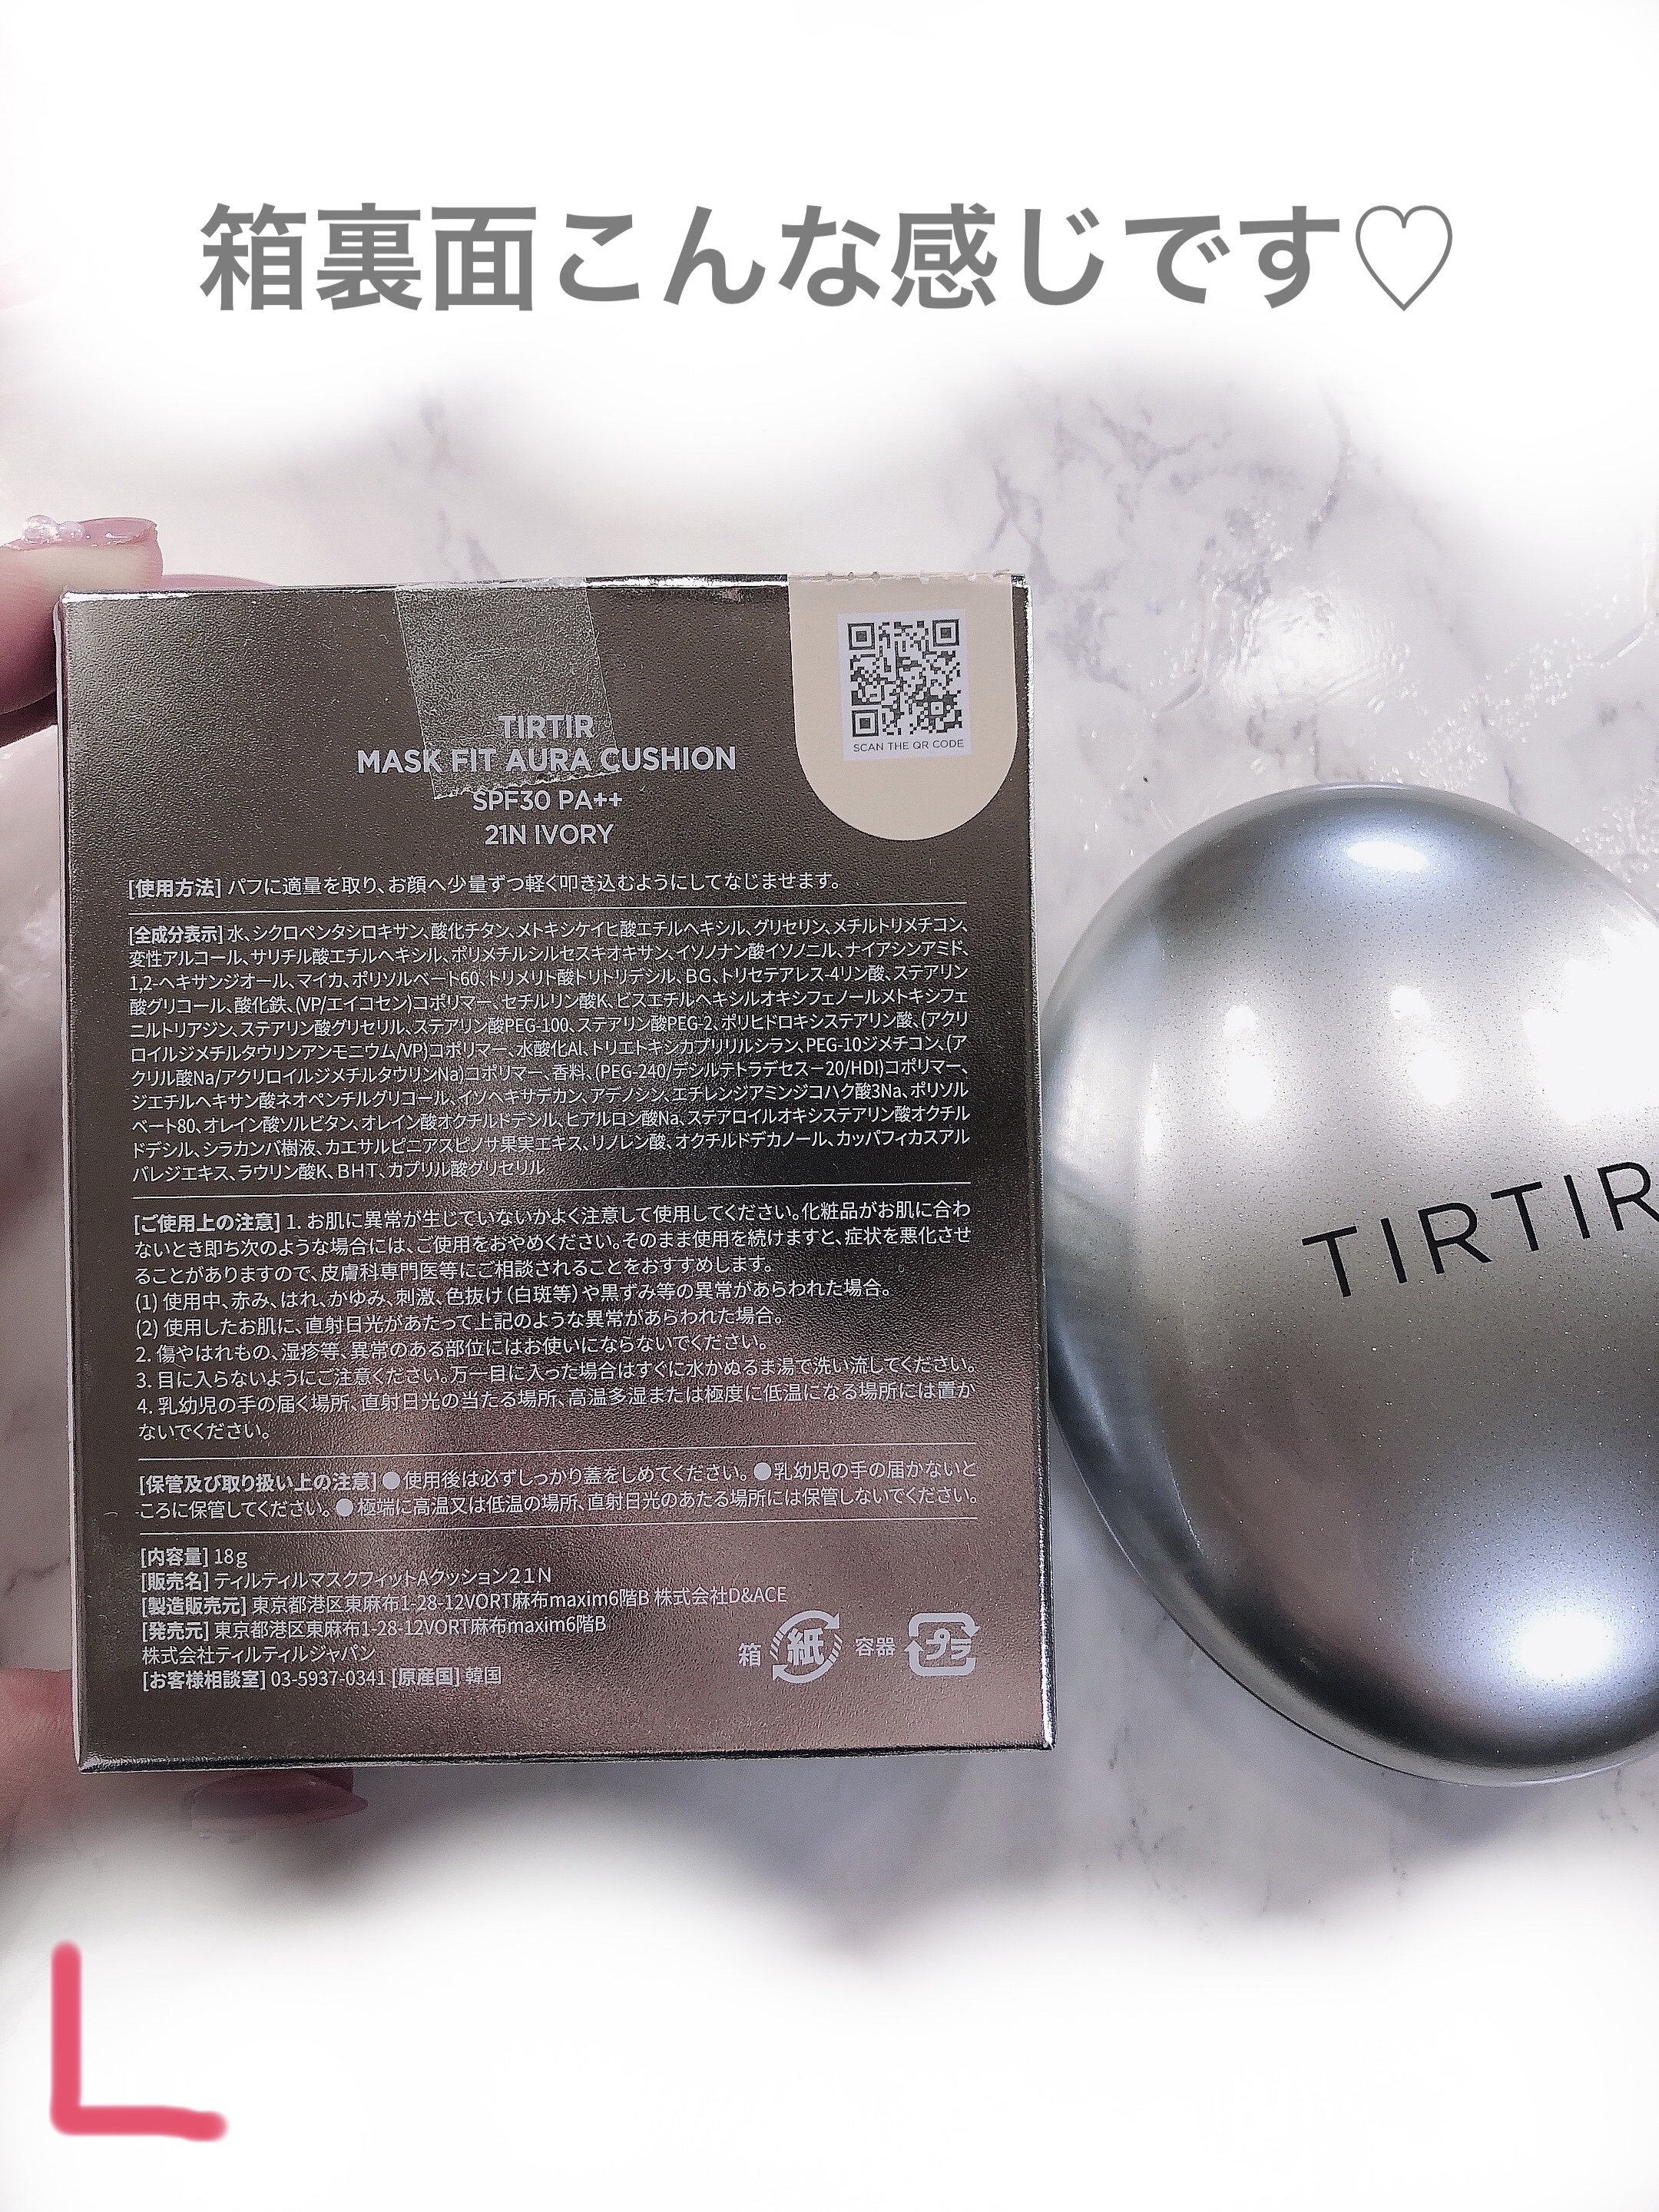 箱裏面こんな感じです♡
TIRTIR
MASK FIT AURA CUSHION
SPF30 PA++
21N IVORY
SCAN THE QR CODE
[使用方法] パフに適量を取り、お顔へ少量ずつ軽く叩き込むようにしてなじませます。
[全成分表示] 水、シクロペンタシロキサン、酸化チタン、メトキシケイヒ酸エチルヘキシル、グリセリン、メチルトリメチコン、
変性アルコール、サリチル酸エチルヘキシル、ポリメチルシルセスキオキサン、イソノナン酸イソノニル、ナイアシンアミド、
1,2-ヘキサンジオール、マイカ、ポリソルベート60、トリメリト酸トリトリデシル、BG、トリセテアレス-4リン酸、ステアリン
酸グリコール、酸化鉄、(VP/エイコセン)コポリマー、セチルリン酸K、ビスエチルヘキシルオキシフェノールメトキシフェ
ニルトリアジン、ステアリン酸グリセリル、ステアリン酸PEG-100、ステアリン酸PEG-2、ポリヒドロキシステアリン酸、(アクリ
ロイルジメチルタウリンアンモニウム/VP)コポリマー、水酸化Al、トリエトキシカプリリルシラン、PEG-10ジメチコン、(ア
クリル酸Na/アクリロイルジメチルタウリンNa)コポリマー、香料、(PEG-240/デシルテトラデセスー20/HDI)コポリマー、
ジエチルヘキサン酸ネオペンチルグリコール、イソヘキサデカン、アデノシン、エチレンジアミンジコハク酸3Na、ポリソル
ベート80、オレイン酸ソルビタン、オレイン酸オクチルドデシル、ヒアルロン酸Na、ステアロイルオキシステアリン酸オクチル
ドデシル、シラカンバ樹液、カエサルピニアスピノサ果実エキス、リノレン酸、オクチルドデカノール、カッパフィカスアル
バレジエキス、ラウリン酸K、BHT、カプリル酸グリセリル
[ご使用上の注意] 1. お肌に異常が生じていないかよく注意して使用してください。化粧品がお肌に合わ
ないとき即ち次のような場合には、ご使用をおやめください。そのまま使用を続けますと、症状を悪化させ
ることがありますので、皮膚科専門医等にご相談されることをおすすめします。
(1) 使用中、赤み、はれ、かゆみ、刺激、色抜け(白斑等)や黒ずみ等の異常があらわれた場合。
(2) 使用したお肌に、直射日光があたって上記のような異常があらわれた場合。
2. 傷やはれもの、湿疹等、異常のある部位にはお使いにならないでください。
3. 目に入らないようにご注意ください。万一目に入った場合はすぐに水かぬるま湯で洗い流してください。
4. 乳幼児の手の届く場所、直射日光の当たる場所、高温多湿または極度に低温になる場所には置か
ないでください。
[保管及び取り扱い上の注意] ●使用後は必ずしっかり蓋をしめてください。●乳幼児の手の届かないと
ころに保管してください。●極端に高温又は低温の場所、直射日光のあたる場所には保管しないでください。
[内容量] 18g
[販売名] ティルティルマスクフィットAクッション21N
[製造販売元] 東京都港区東麻布1-28-12VORT麻布maxim6階B 株式会社D&ACE
[発売元] 東京都港区東麻布1-28-12VORT麻布maxim6階B
株式会社ティルティルジャパン
[お客様相談室] 03-5937-0341 [原産国] 韓国
箱 紙 容器 プラ
TIRTIR
L